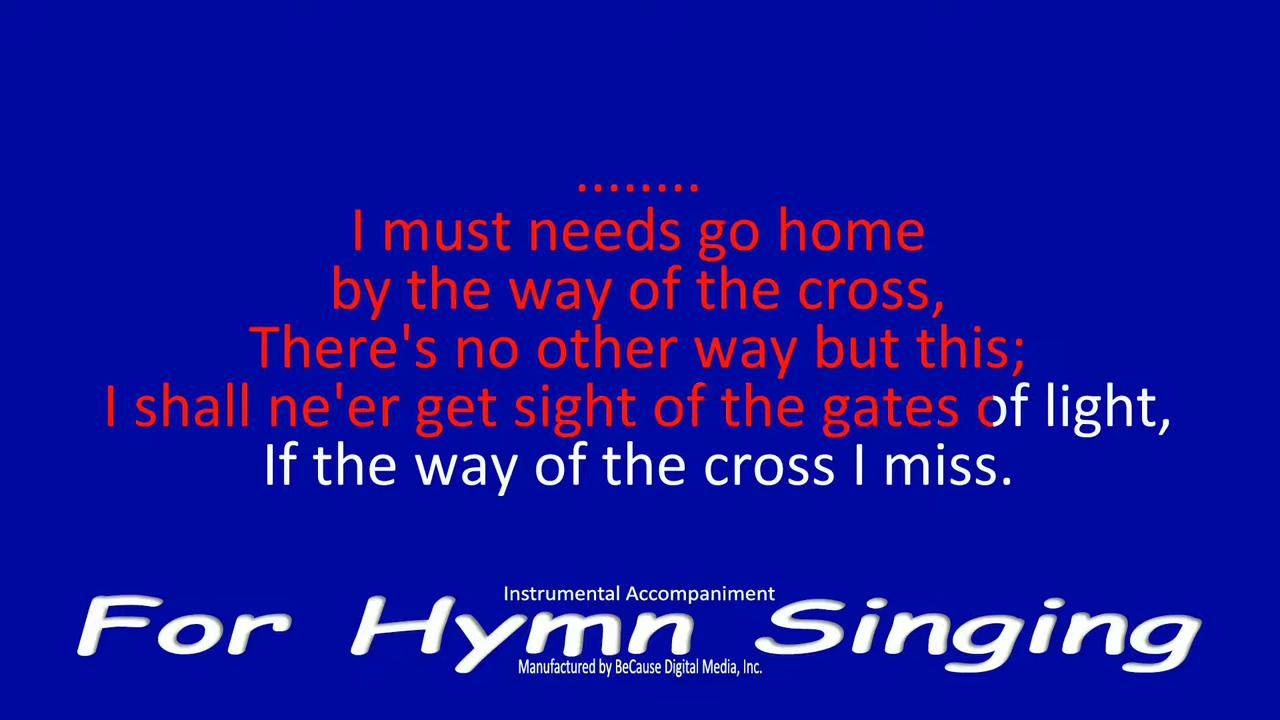 ........
I must needs go home
by the way of the cross,
There's no other way but this;
I shall ne'er get sight of the gates of light,
If the way of the cross I miss.
Instrumental Accompaniment
For Hymn Singing
Manufactured by BeCause Digital Media, Inc.